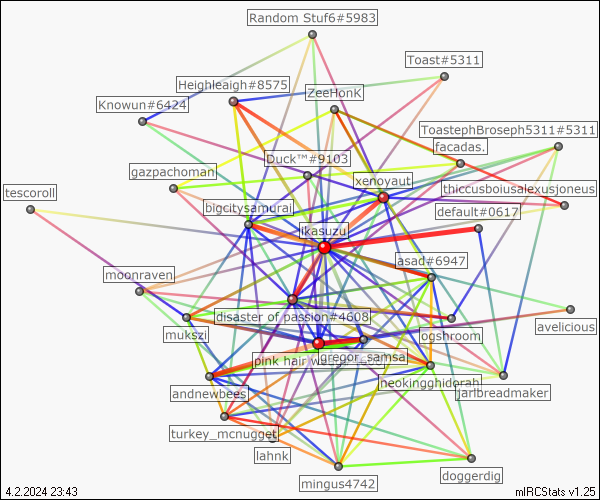 Random Stuf6#5983
Toast#5311
Heighleaigh#8575
ZeeHonK
Knowun#6424
ToastephBroseph5311#5311
facadas.
Duck™#9103
gazpachoman
xenoyaut
thiccusboiusalexusjoneus
tescoroll
bigcitysamurai
default#0617
ikasuzu
asad#6947
moonraven
disaster of passion#4608
mukszi
ogshroom
avelicious
pink hair
gregor_samsa
neokingghidorah
andnewbees
jarlbreadmaker
turkey_mcnugget
lahnk
mingus4742
doggerdig
4.2.2024 23:43
mIRCStats v1.25